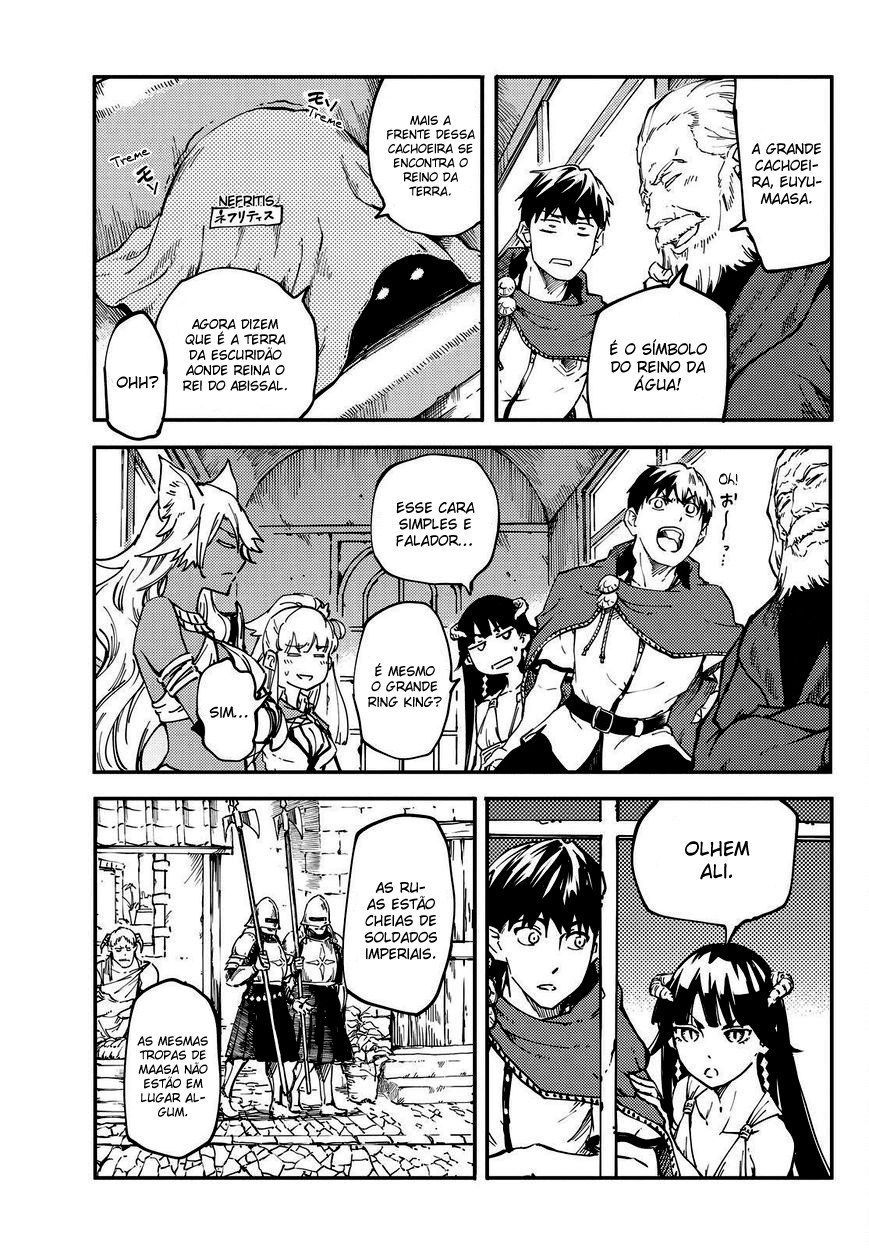 A GRANDE
CACHOEI-
RA, EUYU-
MAASA.
É O SÍMBOLO
DO REINO DA
ÁGUA!
MAIS A
FRENTE DESSA
CACHOEIRA SE
ENCONTRA O
REINO DA
TERRA.
モソ
Treme
Treme
モソ
NEFRITIS
ネフリティス
AGORA DIZEM
QUE É A TERRA
DA ESCURIDÃO
AONDE REINA O
REI DO ABISSAL.
OHH?
Oh!
おー…っ
ESSE CARA
SIMPLES E
FALADOR...
É MESMO
O GRANDE
RING KING?
SIM...
OLHEM
ALI.
AS RU-
AS ESTÃO
CHEIAS DE
SOLDADOS
IMPERIAIS.
AS MESMAS
TROPAS DE
MAASA NÃO
ESTÃO EM
LUGAR AL-
GUM.